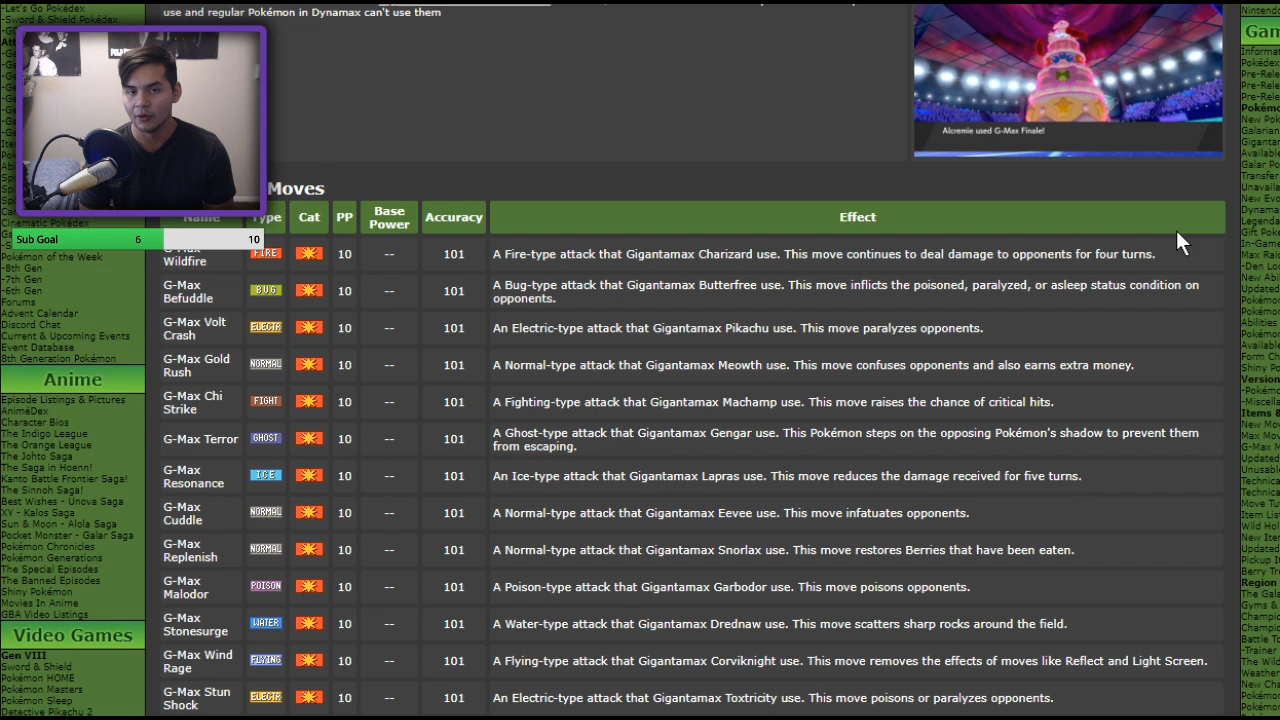 -Let's Go Pokédex
-Sword & Shield Pokédex
use and regular Pokémon in Dynamax can't use them
Alcremie used G-Max Finale!
Moves
Name Type Cat PP Base Power Accuracy Effect
Sub Goal 6 10
G-Max Wildfire FIRE 10 -- 101 A Fire-type attack that Gigantamax Charizard use. This move continues to deal damage to opponents for four turns.
G-Max Befuddle BUG 10 -- 101 A Bug-type attack that Gigantamax Butterfree use. This move inflicts the poisoned, paralyzed, or asleep status condition on
opponents.
G-Max Volt Crash ELECTR 10 -- 101 An Electric-type attack that Gigantamax Pikachu use. This move paralyzes opponents.
G-Max Gold Rush NORMAL 10 -- 101 A Normal-type attack that Gigantamax Meowth use. This move confuses opponents and also earns extra money.
G-Max Chi Strike FIGHT 10 -- 101 A Fighting-type attack that Gigantamax Machamp use. This move raises the chance of critical hits.
G-Max Terror GHOST 10 -- 101 A Ghost-type attack that Gigantamax Gengar use. This Pokémon steps on the opposing Pokémon's shadow to prevent them
from escaping.
G-Max Resonance ICE 10 -- 101 An Ice-type attack that Gigantamax Lapras use. This move reduces the damage received for five turns.
G-Max Cuddle NORMAL 10 -- 101 A Normal-type attack that Gigantamax Eevee use. This move infatuates opponents.
G-Max Replenish NORMAL 10 -- 101 A Normal-type attack that Gigantamax Snorlax use. This move restores Berries that have been eaten.
G-Max Malodor POISON 10 -- 101 A Poison-type attack that Gigantamax Garbodor use. This move poisons opponents.
G-Max Stonesurge WATER 10 -- 101 A Water-type attack that Gigantamax Drednaw use. This move scatters sharp rocks around the field.
G-Max Wind Rage FLYING 10 -- 101 A Flying-type attack that Gigantamax Corviknight use. This move removes the effects of moves like Reflect and Light Screen.
G-Max Stun Shock ELECTR 10 -- 101 An Electric-type attack that Gigantamax Toxtricity use. This move poisons or paralyzes opponents.
Cinematic Pokédex
Pokémon of the Week
-8th Gen
-7th Gen
-6th Gen
Forums
Advent Calendar
Discord Chat
Current & Upcoming Events
Event Database
8th Generation Pokémon
Anime
Episode Listings & Pictures
AniméDex
Character Bios
The Indigo League
The Orange League
The Johto Saga
The Saga in Hoenn!
Kanto Battle Frontier Saga!
The Sinnoh Saga!
Best Wishes - Unova Saga
XY - Kalos Saga
Sun & Moon - Alola Saga
Pocket Monster - Galar Saga
Pokémon Chronicles
Pokémon Generations
The Special Episodes
The Banned Episodes
Shiny Pokémon
Movies In Anime
GBA Video Listings
Video Games
Gen VIII
Sword & Shield
Pokémon HOME
Pokémon Masters
Pokémon Sleep
Detective Pikachu 2